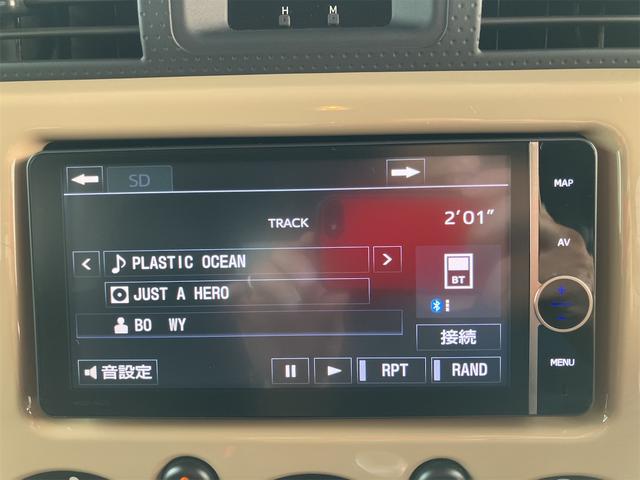 H M
SD
MAP
TRACK 2'01"
AV
< PLASTIC OCEAN >
JUST A HERO
BT
BO WY
接続
音設定 RPT RAND
MENU